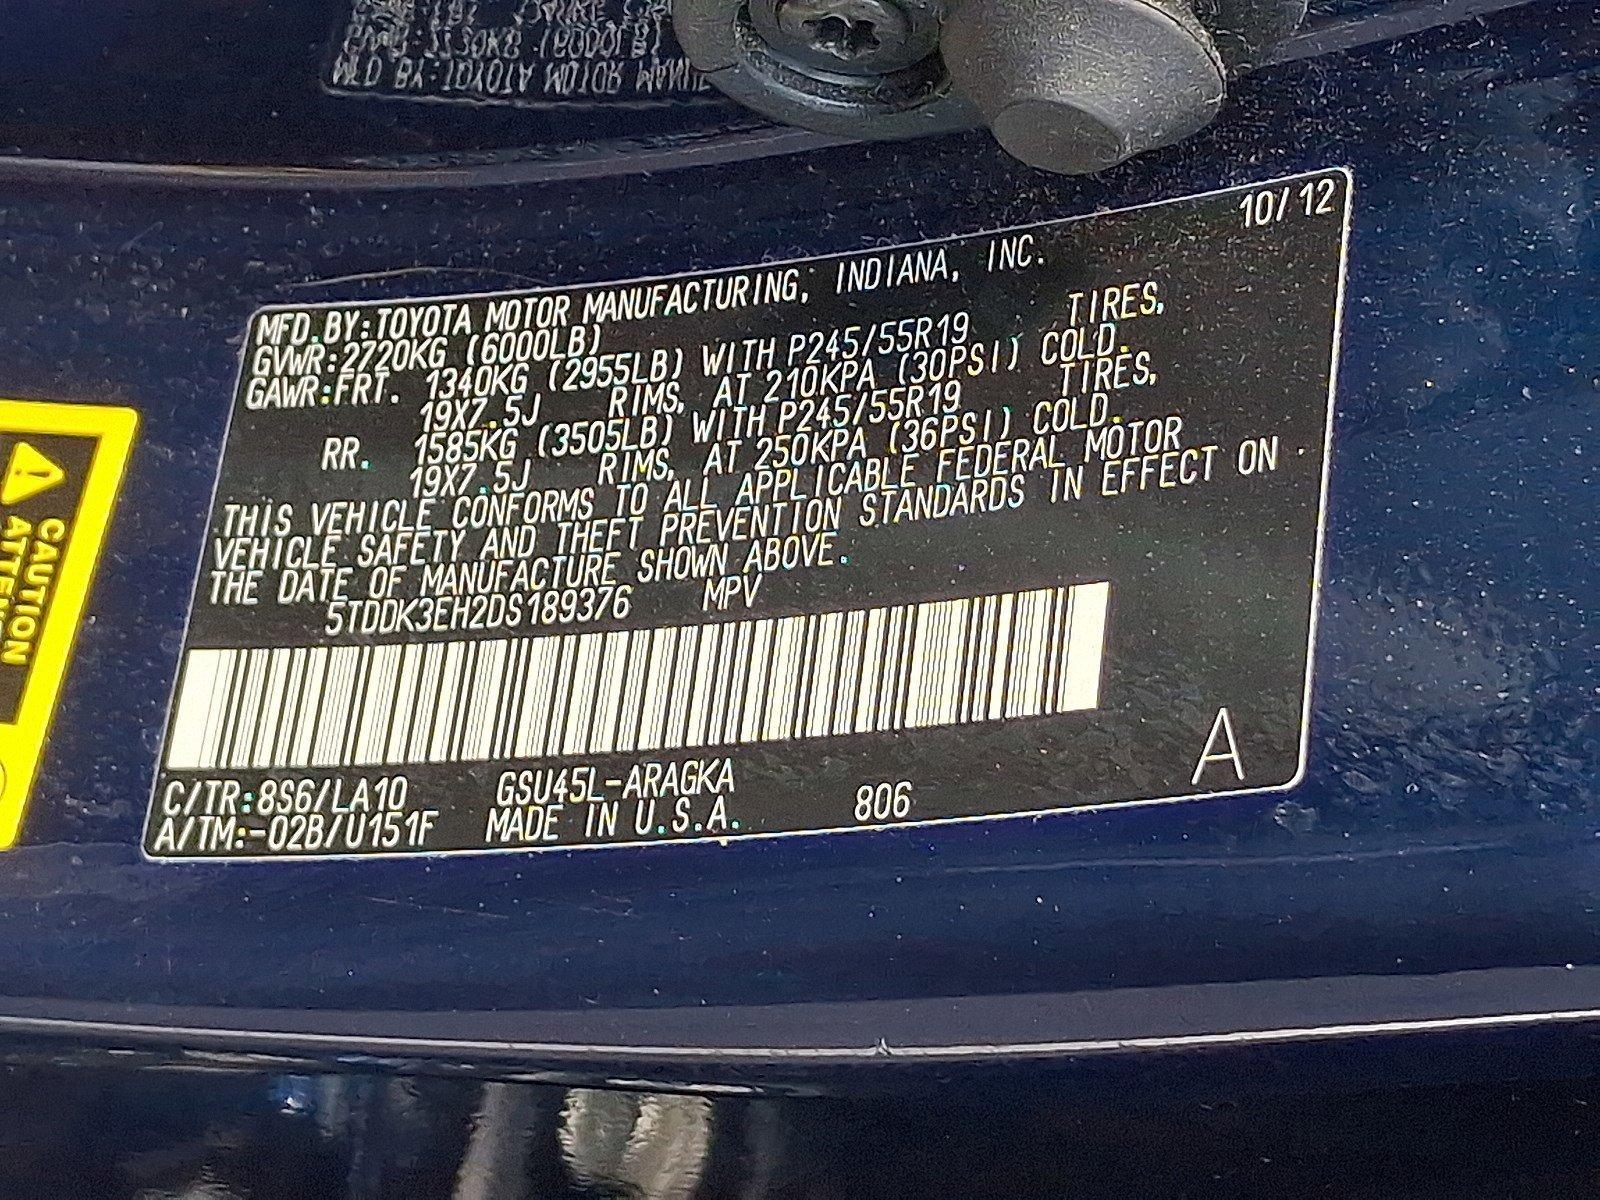 10/12
MFD.BY:TOYOTA MOTOR MANUFACTURING, INDIANA, INC.
GVWR:2720KG (6000LB)
GAWR:FRT. 1340KG (2955LB) WITH P245/55R19 TIRES,
19X7.5J RIMS, AT 210KPA (30PSI) COLD.
RR. 1585KG (3505LB) WITH P245/55R19 TIRES,
19X7.5J RIMS, AT 250KPA (36PSI) COLD.
THIS VEHICLE CONFORMS TO ALL APPLICABLE FEDERAL MOTOR
VEHICLE SAFETY AND THEFT PREVENTION STANDARDS IN EFFECT ON
THE DATE OF MANUFACTURE SHOWN ABOVE.
5TDDK3EH2DS189376 MPV
C/TR:8S6/LA10 GSU45L-ARAGKA
A/TM:-02B/U151F MADE IN U.S.A. 806
A
CAUTION